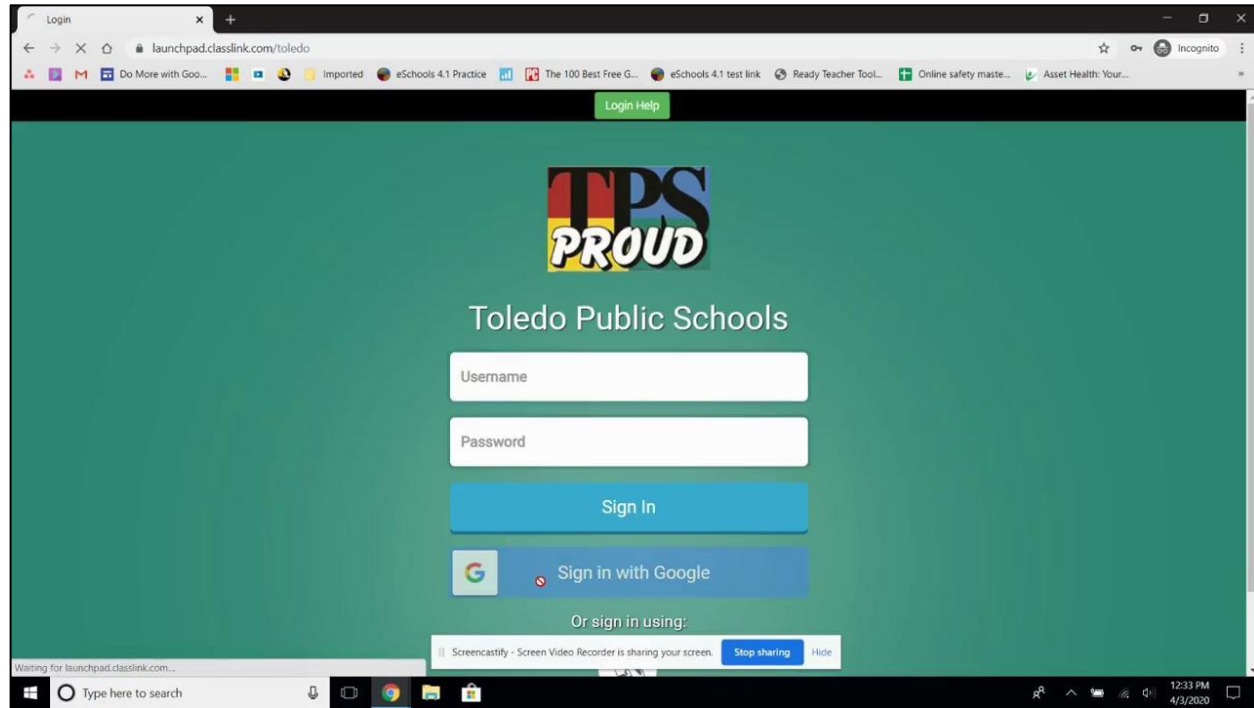 Login
launchpad.classlink.com/toledo
Incognito
Do More with Goo...
Imported
eSchools 4.1 Practice
The 100 Best Free G...
eSchools 4.1 test link
Ready Teacher Tool...
Online safety maste...
Asset Health: Your...
Login Help
TPS
PROUD
Toledo Public Schools
Username
Password
Sign In
G Sign in with Google
Or sign in using:
Screencastify - Screen Video Recorder is sharing your screen. Stop sharing Hide
Waiting for launchpad.classlink.com...
Type here to search
12:33 PM
4/3/2020